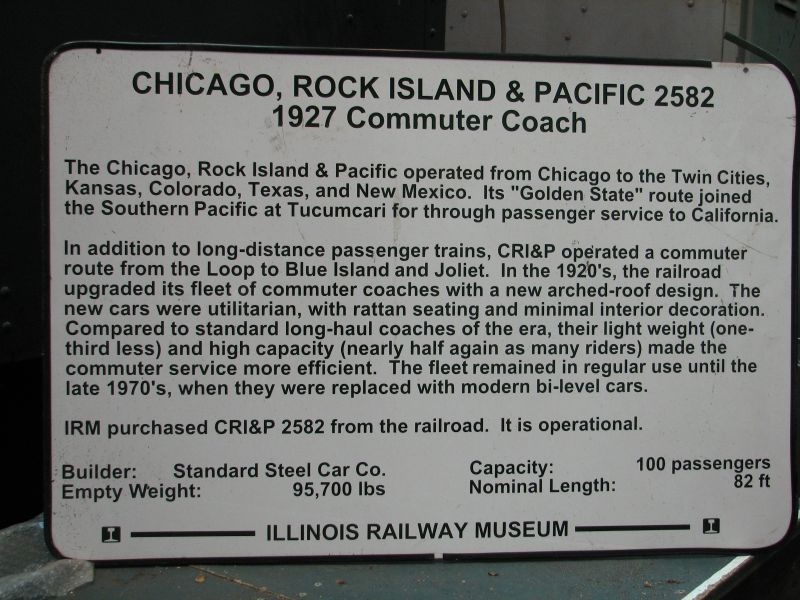 CHICAGO, ROCK ISLAND & PACIFIC 2582
1927 Commuter Coach
The Chicago, Rock Island & Pacific operated from Chicago to the Twin Cities,
Kansas, Colorado, Texas, and New Mexico. Its "Golden State" route joined
the Southern Pacific at Tucumcari for through passenger service to California.
In addition to long-distance passenger trains, CRI&P operated a commuter
route from the Loop to Blue Island and Joliet. In the 1920's, the railroad
upgraded its fleet of commuter coaches with a new arched-roof design. The
new cars were utilitarian, with rattan seating and minimal interior decoration.
Compared to standard long-haul coaches of the era, their light weight (one-
third less) and high capacity (nearly half again as many riders) made the
commuter service more efficient. The fleet remained in regular use until the
late 1970's, when they were replaced with modern bi-level cars.
IRM purchased CRI&P 2582 from the railroad. It is operational.
Builder: Standard Steel Car Co. Capacity: 100 passengers
Empty Weight: 95,700 lbs Nominal Length: 82 ft
ILLINOIS RAILWAY MUSEUM